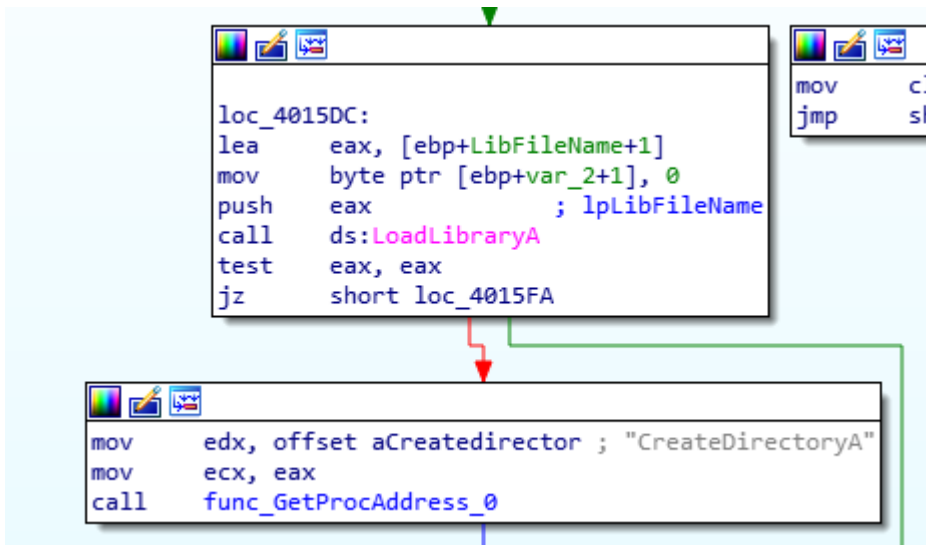 loc_4015DC:
lea eax, [ebp+LibFileName+1]
mov byte ptr [ebp+var_2+1], 0
push eax ; lpLibFileName
call ds:LoadLibraryA
test eax, eax
jz short loc_4015FA
mov
jmp
mov edx, offset aCreatedirector ; "CreateDirectoryA"
mov ecx, eax
call func_GetProcAddress_0